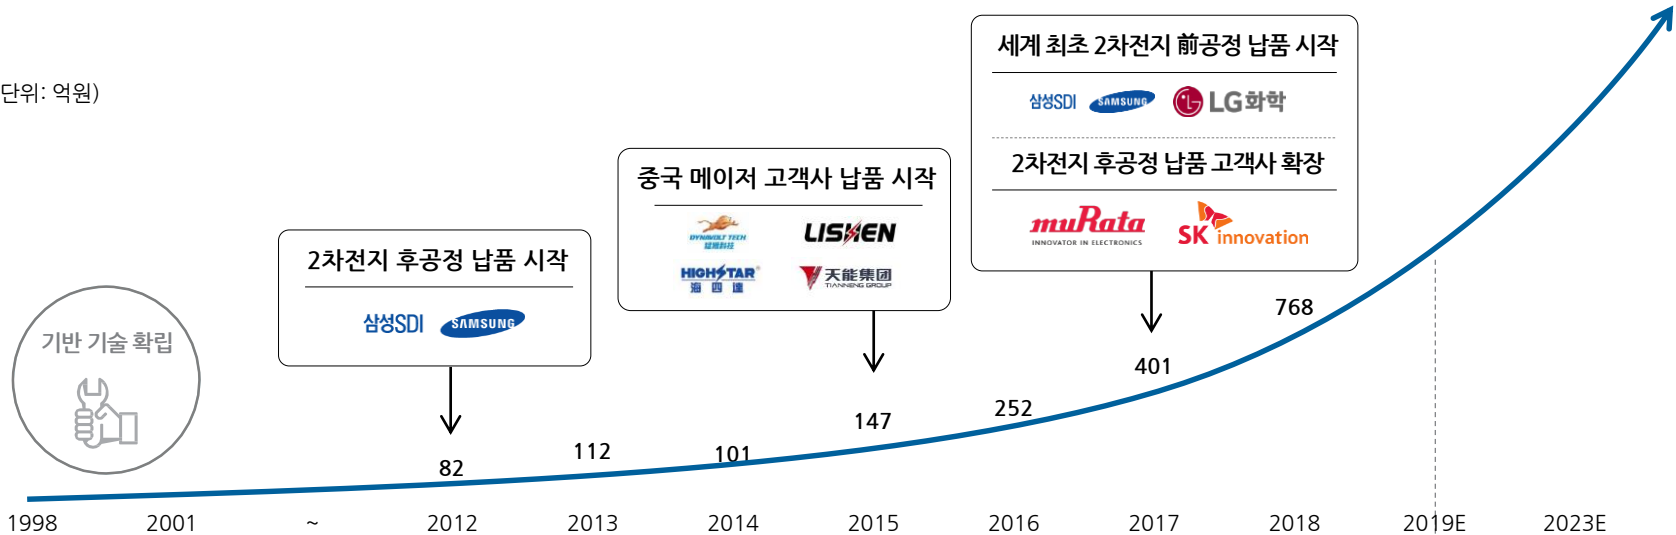 단위: 억원)
세계 최초 2차전지 前공정 납품 시작
삼성SDI SAMSUNG LG화학
2차전지 후공정 납품 고객사 확장
muRata
INNOVATOR IN ELECTRONICS
SK innovation
중국 메이저 고객사 납품 시작
DYNAVOLT TECH
LISHEN
HIGHSTAR®
海四達
天能集团
TIANNENG GROUP
2차전지 후공정 납품 시작
삼성SDI SAMSUNG
기반 기술 확립
82
112
101
147
252
401
768
1998 2001 ~ 2012 2013 2014 2015 2016 2017 2018 2019E 2023E